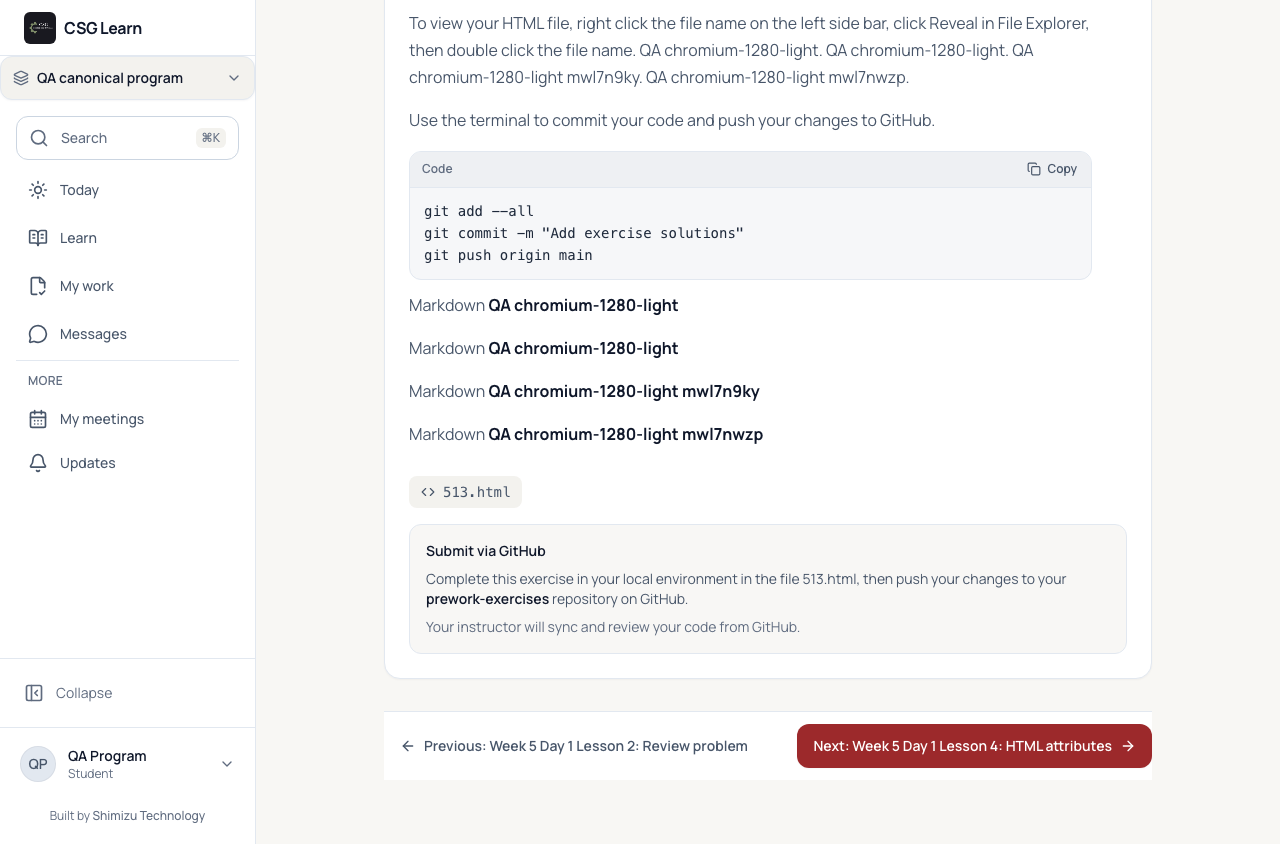 CSG Learn
QA canonical program
Search ⌘K
Today
Learn
My work
Messages
MORE
My meetings
Updates
Collapse
QP
QA Program
Student
Built by Shimizu Technology
To view your HTML file, right click the file name on the left side bar, click Reveal in File Explorer,
then double click the file name. QA chromium-1280-light. QA chromium-1280-light. QA
chromium-1280-light mwl7n9ky. QA chromium-1280-light mwl7nwzp.
Use the terminal to commit your code and push your changes to GitHub.
Code Copy
git add --all
git commit -m "Add exercise solutions"
git push origin main
Markdown QA chromium-1280-light
Markdown QA chromium-1280-light
Markdown QA chromium-1280-light mwl7n9ky
Markdown QA chromium-1280-light mwl7nwzp
513.html
Submit via GitHub
Complete this exercise in your local environment in the file 513.html, then push your changes to your
prework-exercises repository on GitHub.
Your instructor will sync and review your code from GitHub.
Previous: Week 5 Day 1 Lesson 2: Review problem
Next: Week 5 Day 1 Lesson 4: HTML attributes